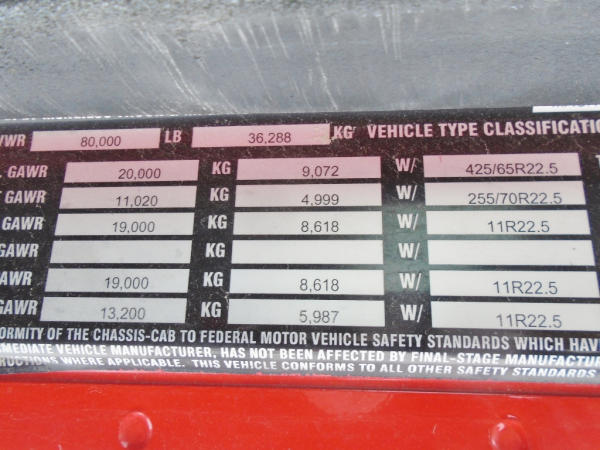 VWR 80,000 LB 36,288 KG VEHICLE TYPE CLASSIFICATIO
. GAWR 20,000 KG 9,072 W/ 425/65R22.5
T GAWR 11,020 KG 4,999 W/ 255/70R22.5
GAWR 19,000 KG 8,618 W/ 11R22.5
GAWR KG W/
AWR 19,000 KG 8,618 W/ 11R22.5
GAWR 13,200 KG 5,987 W/ 11R22.5
ORMITY OF THE CHASSIS-CAB TO FEDERAL MOTOR VEHICLE SAFETY STANDARDS WHICH HAV
MEDIATE VEHICLE MANUFACTURER, HAS NOT BEEN AFFECTED BY FINAL-STAGE MANUFACTU
RUCTIONS WHERE APPLICABLE. THIS VEHICLE CONFORMS TO ALL OTHER SAFETY STANDARDS